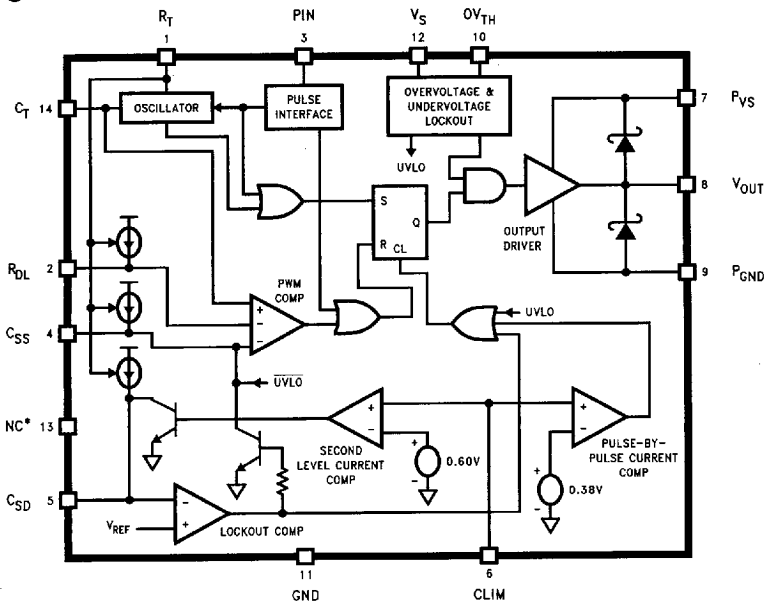 R_T PIN V_S OV_TH
1 3 12 10
C_T 14 OSCILLATOR
PULSE
INTERFACE
OVERVOLTAGE &
UNDERVOLTAGE
LOCKOUT
7 P_VS
UVLO
S
Q
R CL
OUTPUT
DRIVER
8 V_OUT
R_DL 2
9 P_GND
PWM
COMP
+
−
−
C_SS 4
UVLO
U̅V̅L̅O̅
NC* 13
+
−
SECOND
LEVEL CURRENT
COMP
+
−
0.60V
+
−
PULSE-BY-
PULSE CURRENT
COMP
+
−
0.38V
C_SD 5
−
+
V_REF
LOCKOUT COMP
11 6
GND CLIM